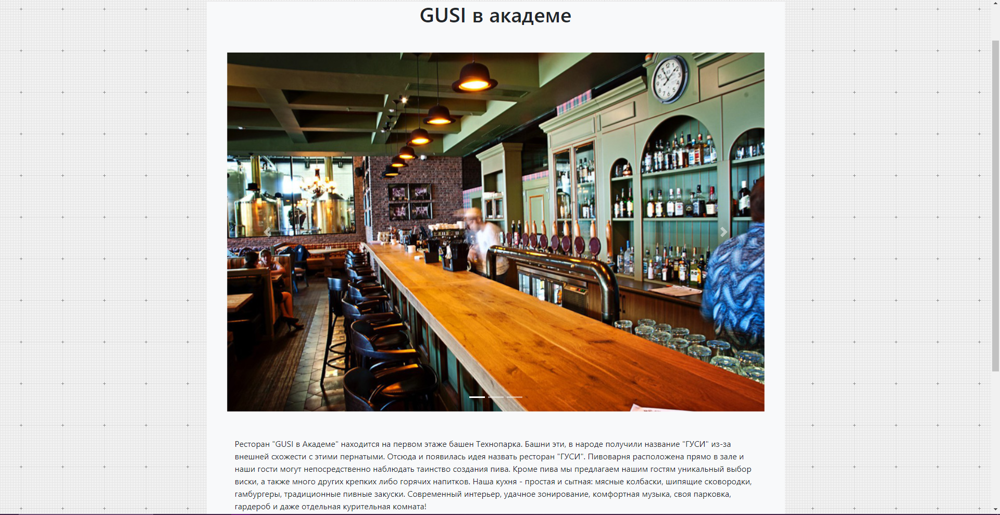 GUSI в академе
12
Ресторан "GUSI в Академе" находится на первом этаже башен Технопарка. Башни эти, в народе получили название "ГУСИ" из-за
внешней схожести с этими пернатыми. Отсюда и появилась идея назвать ресторан "ГУСИ". Пивоварня расположена прямо в зале и
наши гости могут непосредственно наблюдать таинство создания пива. Кроме пива мы предлагаем нашим гостям уникальный выбор
виски, а также много других крепких либо горячих напитков. Наша кухня - простая и сытная: мясные колбаски, шипящие сковородки,
гамбургеры, традиционные пивные закуски. Современный интерьер, удачное зонирование, комфортная музыка, своя парковка,
гардероб и даже отдельная курительная комната!